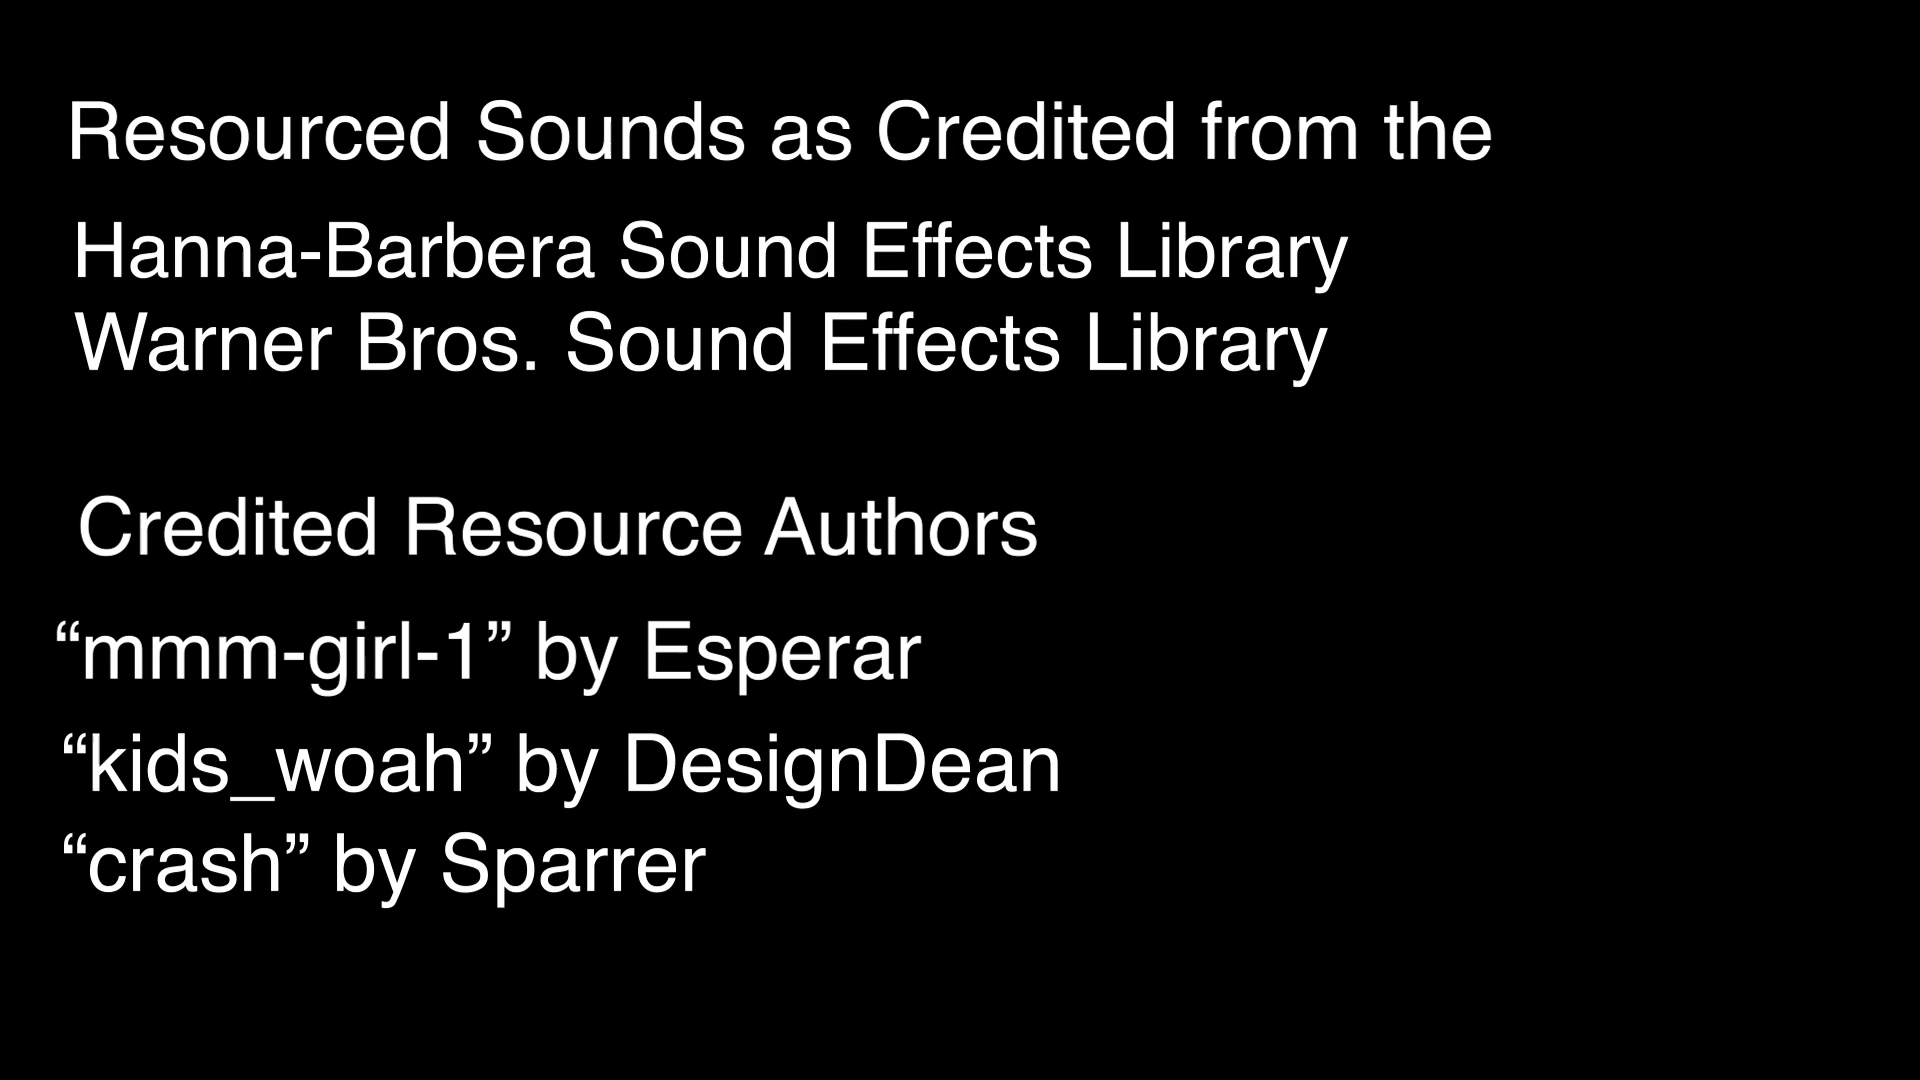 Resourced Sounds as Credited from the
Hanna-Barbera Sound Effects Library
Warner Bros. Sound Effects Library
Credited Resource Authors
“mmm-girl-1” by Esperar
“kids_woah” by DesignDean
“crash” by Sparrer